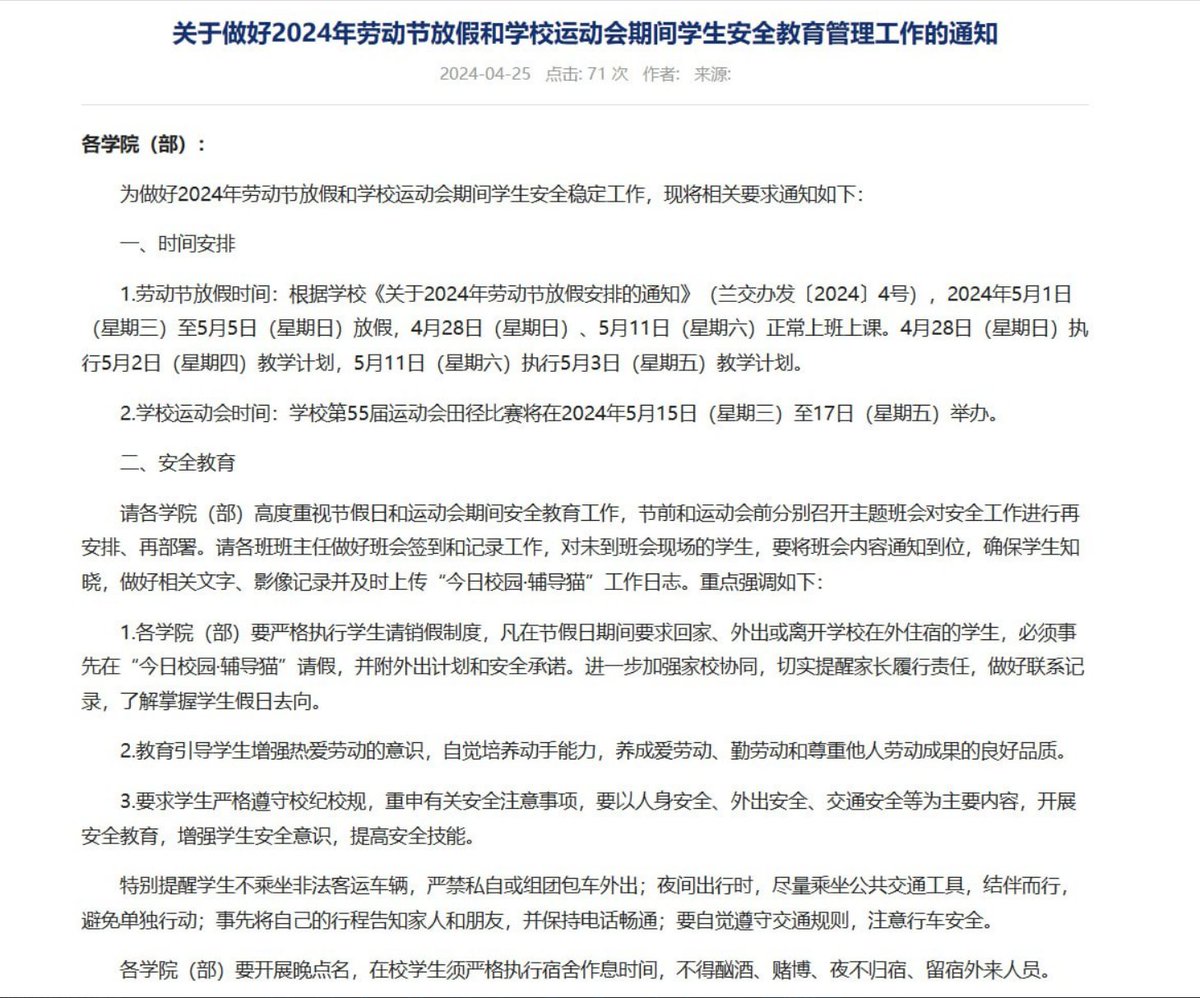 关于做好2024年劳动节放假和学校运动会期间学生安全教育管理工作的通知
2024-04-25 点击: 71 次 作者: 来源:
各学院（部）：
为做好2024年劳动节放假和学校运动会期间学生安全稳定工作，现将相关要求通知如下：
一、时间安排
1.劳动节放假时间：根据学校《关于2024年劳动节放假安排的通知》（兰交办发〔2024〕4号），2024年5月1日
（星期三）至5月5日（星期日）放假，4月28日（星期日）、5月11日（星期六）正常上班上课。4月28日（星期日）执
行5月2日（星期四）教学计划，5月11日（星期六）执行5月3日（星期五）教学计划。
2.学校运动会时间：学校第55届运动会田径比赛将在2024年5月15日（星期三）至17日（星期五）举办。
二、安全教育
请各学院（部）高度重视节假日和运动会期间安全教育工作，节前和运动会前分别召开主题班会对安全工作进行再
安排、再部署。请各班班主任做好班会签到和记录工作，对未到班会现场的学生，要将班会内容通知到位，确保学生知
晓，做好相关文字、影像记录并及时上传“今日校园·辅导猫”工作日志。重点强调如下：
1.各学院（部）要严格执行学生请销假制度，凡在节假日期间要求回家、外出或离开学校在外住宿的学生，必须事
先在“今日校园·辅导猫”请假，并附外出计划和安全承诺。进一步加强家校协同，切实提醒家长履行责任，做好联系记
录，了解掌握学生假日去向。
2.教育引导学生增强热爱劳动的意识，自觉培养动手能力，养成爱劳动、勤劳动和尊重他人劳动成果的良好品质。
3.要求学生严格遵守校纪校规，重申有关安全注意事项，要以人身安全、外出安全、交通安全等为主要内容，开展
安全教育，增强学生安全意识，提高安全技能。
特别提醒学生不乘坐非法客运车辆，严禁私自或组团包车外出；夜间出行时，尽量乘坐公共交通工具，结伴而行，
避免单独行动；事先将自己的行程告知家人和朋友，并保持电话畅通；要自觉遵守交通规则，注意行车安全。
各学院（部）要开展晚点名，在校学生须严格执行宿舍作息时间，不得酗酒、赌博、夜不归宿、留宿外来人员。